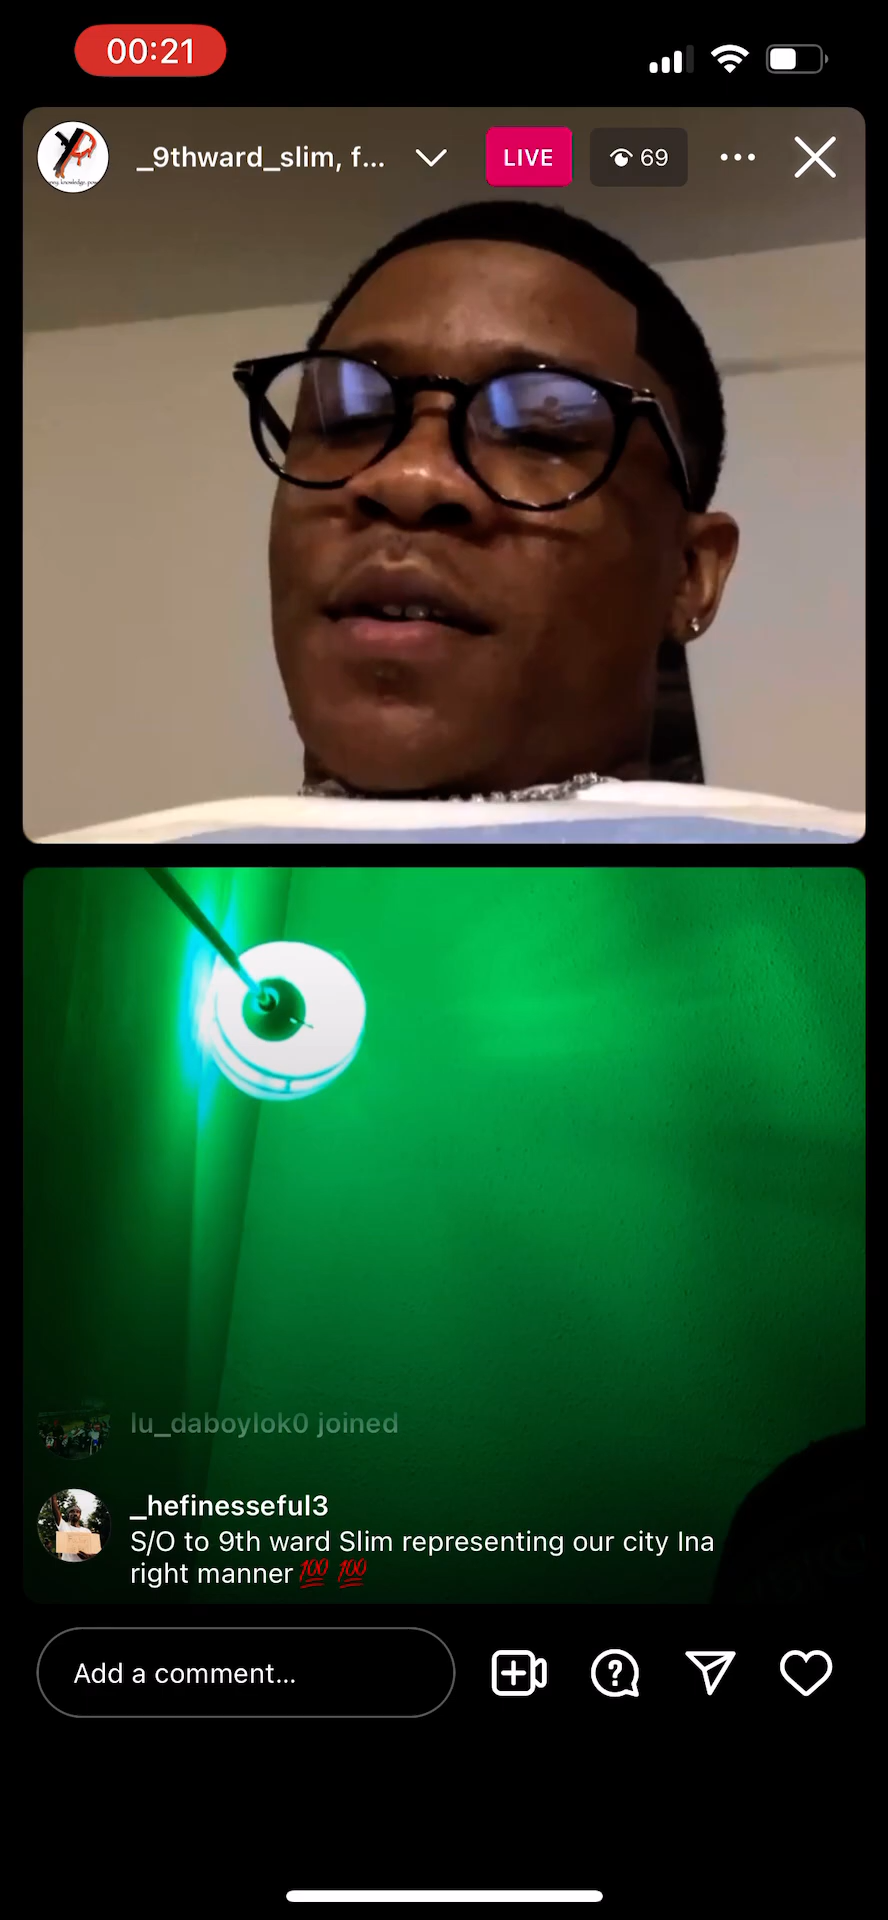 00:21
_9thward_slim, f...
LIVE
69
lu_daboylok0 joined
_hefinesseful3
S/O to 9th ward Slim representing our city Ina
right manner💯 💯
Add a comment...